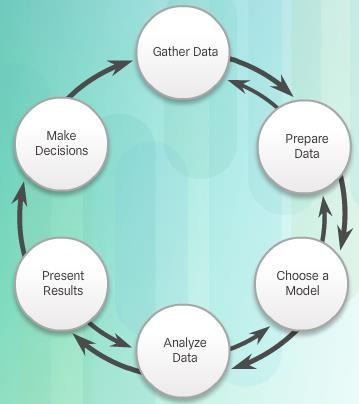 Gather Data
Prepare
Data
Choose a
Model
Analyze
Data
Present
Results
Make
Decisions